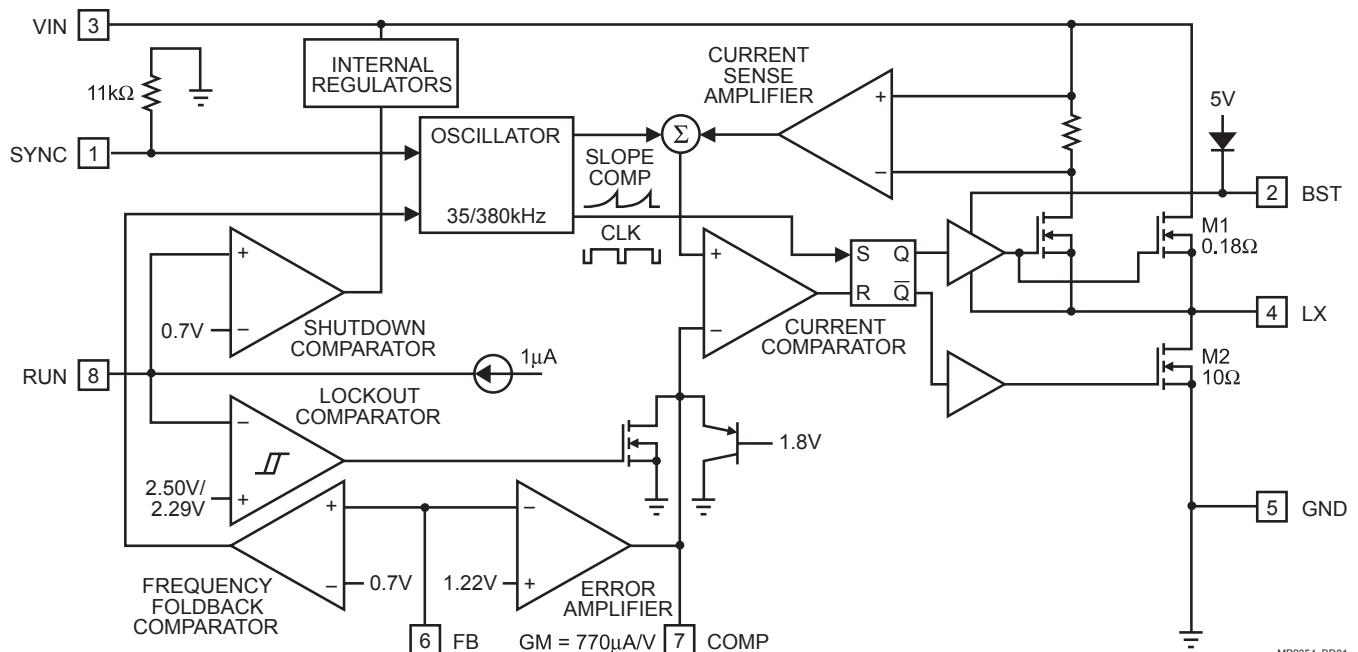 VIN 3
INTERNAL
REGULATORS
CURRENT
SENSE
AMPLIFIER
+
–
11kΩ
SYNC 1
OSCILLATOR
35/380kHz
Σ
SLOPE
COMP
CLK
5V
2 BST
M1
0.18Ω
+
–
0.7V
SHUTDOWN
COMPARATOR
+
–
CURRENT
COMPARATOR
S Q
R Q̅
4 LX
M2
10Ω
RUN 8
1μA
LOCKOUT
COMPARATOR
–
+
2.50V/
2.29V
1.8V
5 GND
+
–
0.7V
FREQUENCY
FOLDBACK
COMPARATOR
–
+
1.22V
ERROR
AMPLIFIER
6 FB
GM = 770μA/V 7 COMP